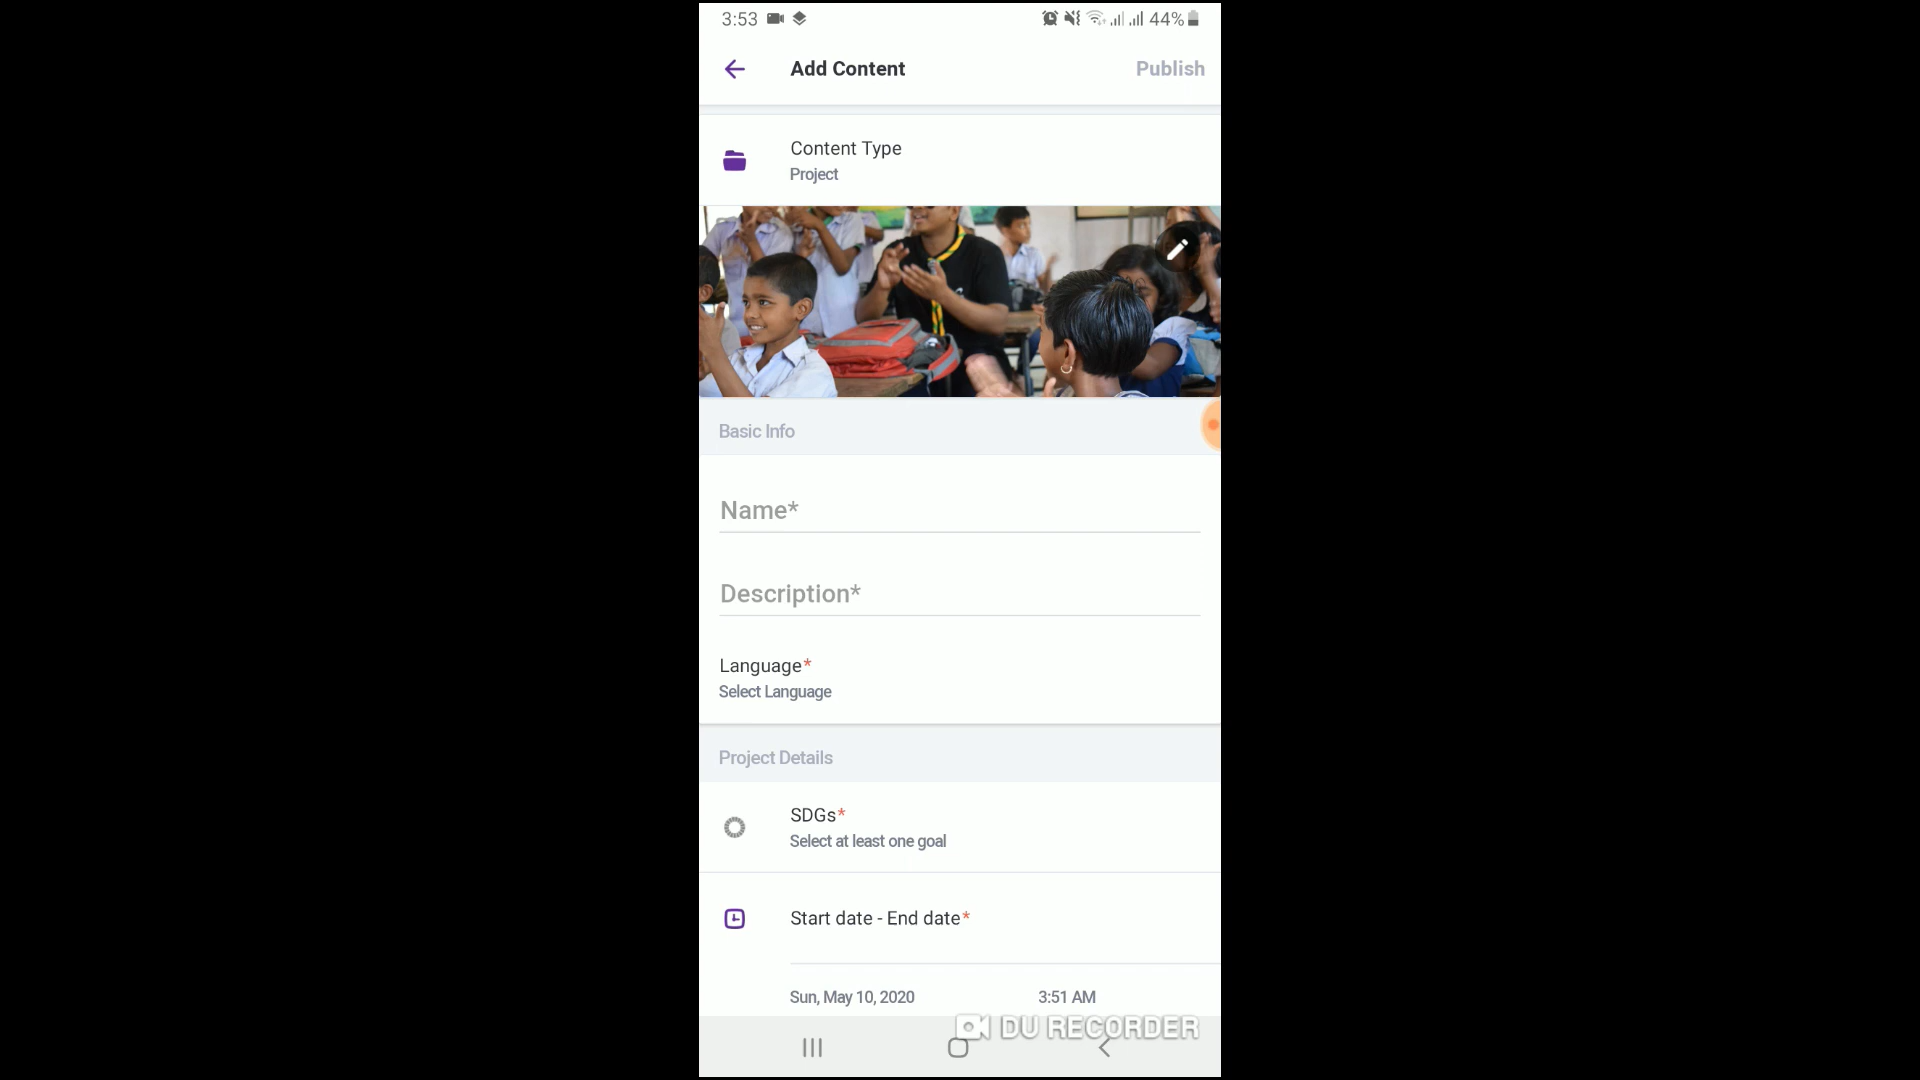 3:53 44%
Add Content Publish
Content Type
Project
Basic Info
Name*
Description*
Language*
Select Language
Project Details
SDGs*
Select at least one goal
Start date - End date*
Sun, May 10, 2020 3:51 AM
DU RECORDER